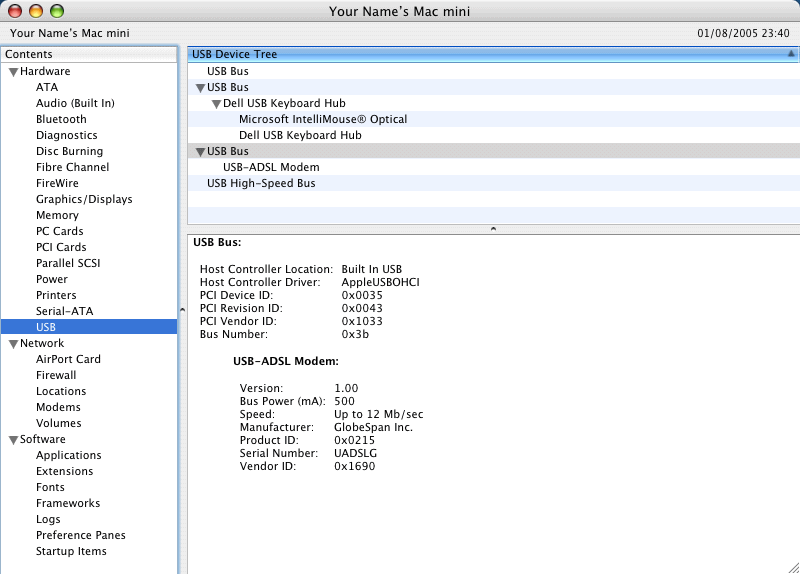 Your Name's Mac mini
Your Name's Mac mini 01/08/2005 23:40
Contents
Hardware
ATA
Audio (Built In)
Bluetooth
Diagnostics
Disc Burning
Fibre Channel
FireWire
Graphics/Displays
Memory
PC Cards
PCI Cards
Parallel SCSI
Power
Printers
Serial-ATA
USB
Network
AirPort Card
Firewall
Locations
Modems
Volumes
Software
Applications
Extensions
Fonts
Frameworks
Logs
Preference Panes
Startup Items
USB Device Tree
USB Bus
USB Bus
Dell USB Keyboard Hub
Microsoft IntelliMouse® Optical
Dell USB Keyboard Hub
USB Bus
USB-ADSL Modem
USB High-Speed Bus
USB Bus:
Host Controller Location: Built In USB
Host Controller Driver: AppleUSBOHCI
PCI Device ID: 0x0035
PCI Revision ID: 0x0043
PCI Vendor ID: 0x1033
Bus Number: 0x3b
USB-ADSL Modem:
Version: 1.00
Bus Power (mA): 500
Speed: Up to 12 Mb/sec
Manufacturer: GlobeSpan Inc.
Product ID: 0x0215
Serial Number: UADSLG
Vendor ID: 0x1690